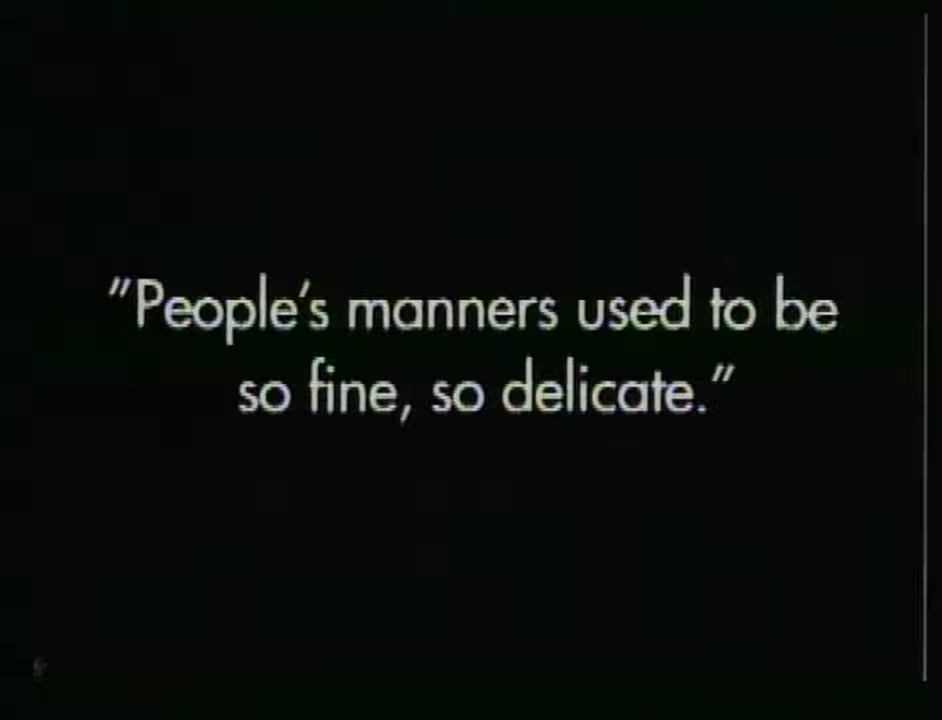 "People's manners used to be
so fine, so delicate."